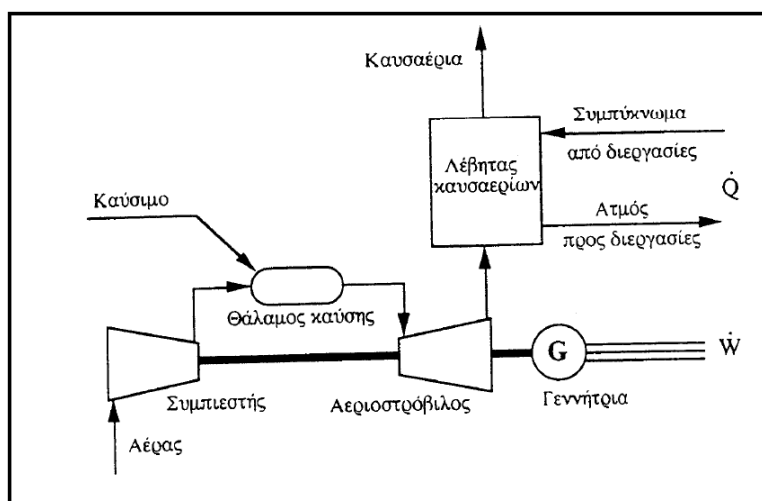 Καυσαέρια
Συμπύκνωμα
από διεργασίες
Λέβητας
καυσαερίων
Q̇
Ατμός
προς διεργασίες
Καύσιμο
Θάλαμος καύσης
G
Ẇ
Συμπιεστής
Αεριοστρόβιλος
Γεννήτρια
Αέρας